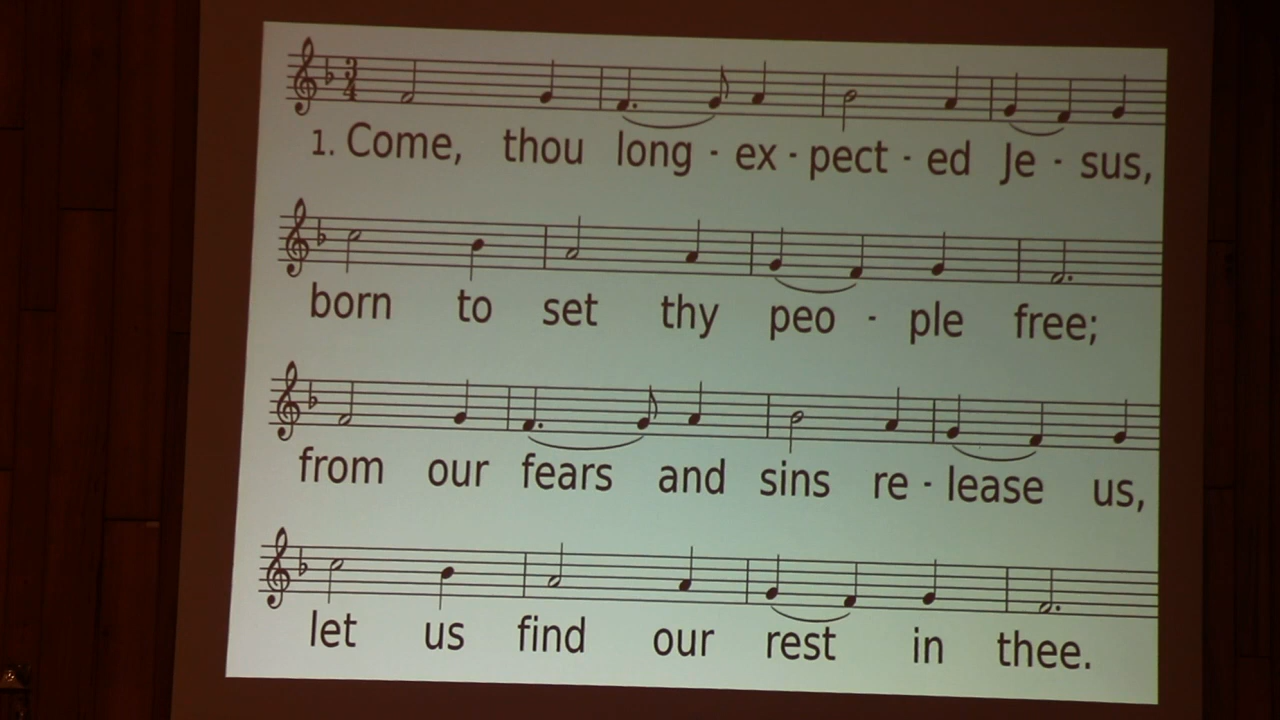 1. Come, thou long - ex - pect - ed Je - sus,
born to set thy peo - ple free;
from our fears and sins re - lease us,
let us find our rest in thee.